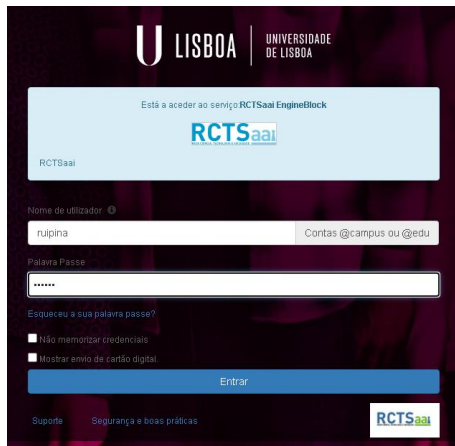 U LISBOA UNIVERSIDADE
DE LISBOA
Está a aceder ao serviço:RCTSaai EngineBlock
RCTSaai
RCTSaai
Nome de utilizador
ruipina
Contas @campus ou @edu
Palavra Passe
••••••
Esqueceu a sua palavra passe?
Não memorizar credenciais
Mostrar envio de cartão digital.
Entrar
Suporte
Segurança e boas práticas
RCTSaai